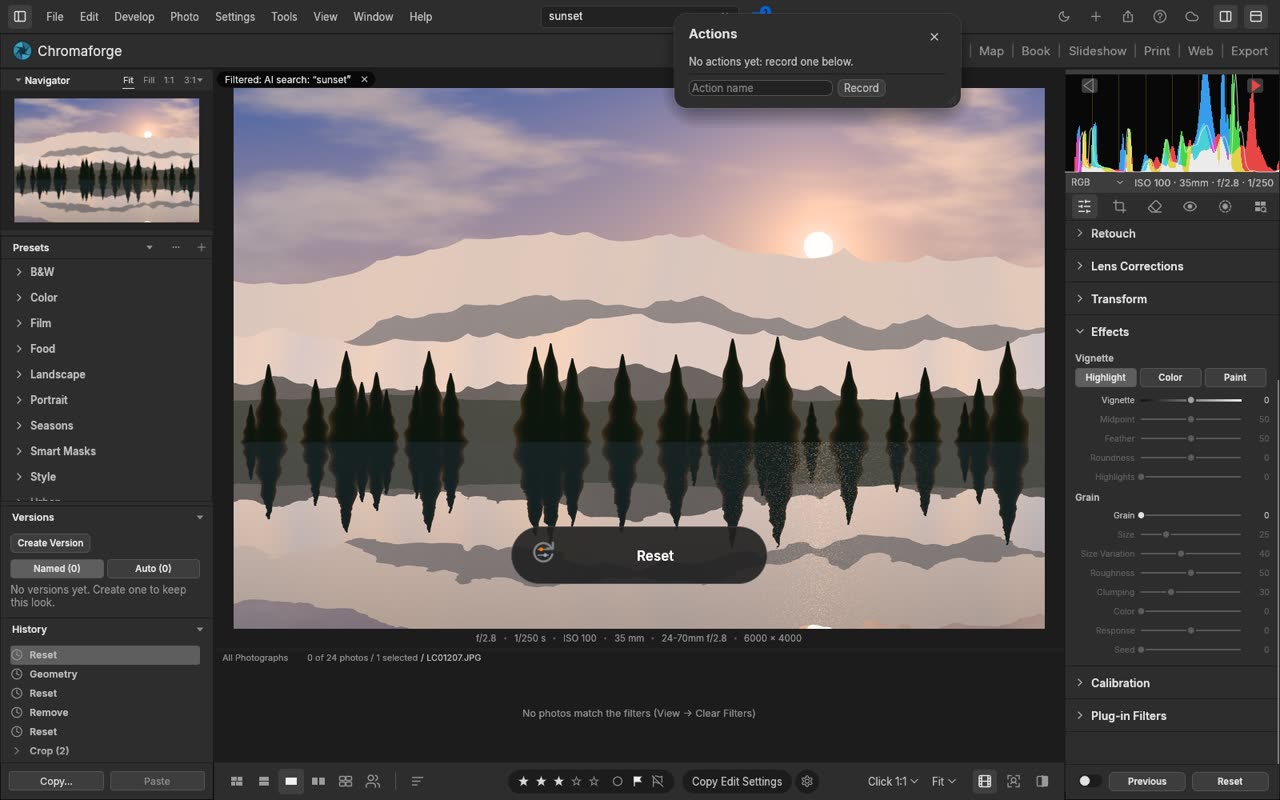 File Edit Develop Photo Settings Tools View Window Help
sunset
Chromaforge
Map Book Slideshow Print Web Export
Actions
No actions yet: record one below.
Action name Record
Navigator Fit Fill 1:1 3:1
Filtered: AI search: “sunset”
Presets
B&W
Color
Film
Food
Landscape
Portrait
Seasons
Smart Masks
Style
Versions
Create Version
Named (0) Auto (0)
No versions yet. Create one to keep
this look.
History
Reset
Geometry
Reset
Remove
Reset
Crop (2)
Copy... Paste
Reset
f/2.8 · 1/250 s · ISO 100 · 35 mm · 24-70mm f/2.8 · 6000 × 4000
All Photographs 0 of 24 photos / 1 selected / LC01207.JPG
No photos match the filters (View → Clear Filters)
Copy Edit Settings
Click 1:1 Fit
RGB ISO 100 · 35mm · f/2.8 · 1/250
Retouch
Lens Corrections
Transform
Effects
Vignette
Highlight Color Paint
Vignette 0
Midpoint 50
Feather 50
Roundness 0
Highlights 0
Grain
Grain 0
Size 25
Size Variation 40
Roughness 50
Clumping 30
Color 0
Response 0
Seed 0
Calibration
Plug-in Filters
Previous Reset